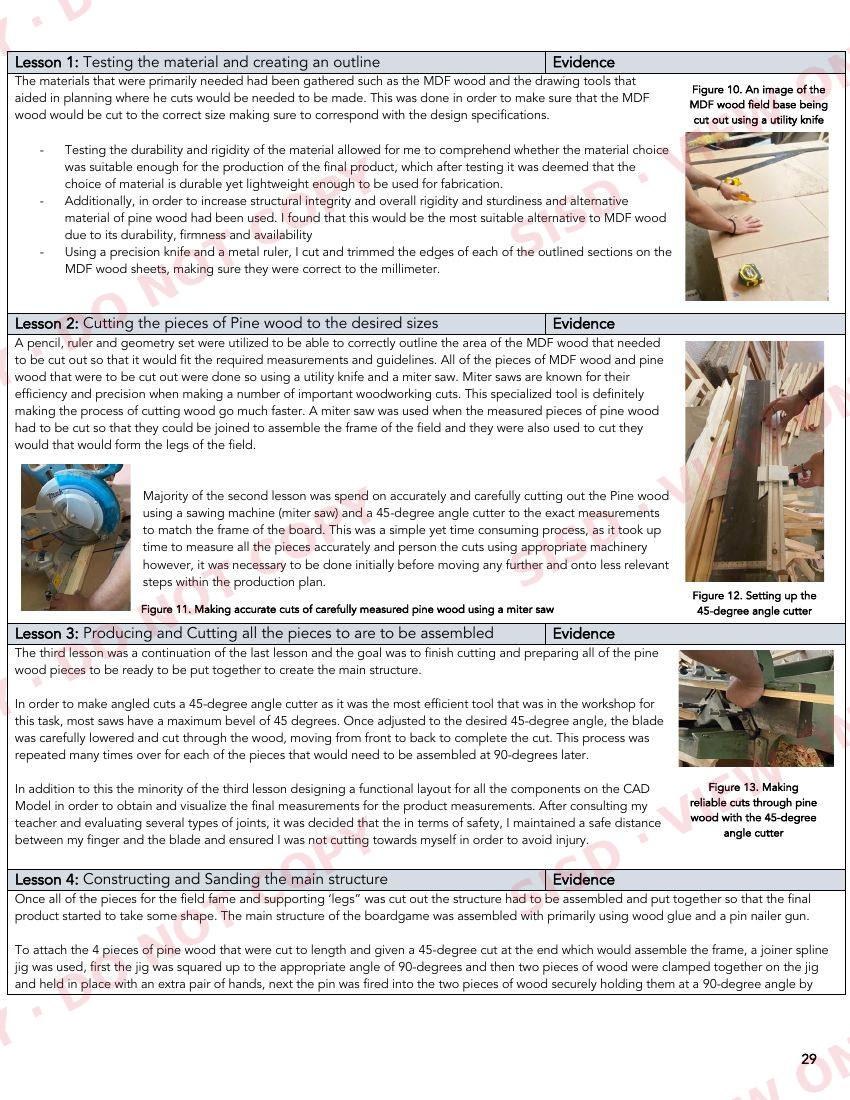 Lesson 1: Testing the material and creating an outline
Evidence
The materials that were primarily needed had been gathered such as the MDF wood and the drawing tools that
aided in planning where he cuts would be needed to be made. This was done in order to make sure that the MDF
wood would be cut to the correct size making sure to correspond with the design specifications.
- Testing the durability and rigidity of the material allowed for me to comprehend whether the material choice
was suitable enough for the production of the final product, which after testing it was deemed that the
choice of material is durable yet lightweight enough to be used for fabrication.
- Additionally, in order to increase structural integrity and overall rigidity and sturdiness and alternative
material of pine wood had been used. I found that this would be the most suitable alternative to MDF wood
due to its durability, firmness and availability
- Using a precision knife and a metal ruler, I cut and trimmed the edges of each of the outlined sections on the
MDF wood sheets, making sure they were correct to the millimeter.
Figure 10. An image of the
MDF wood field base being
cut out using a utility knife
Lesson 2: Cutting the pieces of Pine wood to the desired sizes
Evidence
A pencil, ruler and geometry set were utilized to be able to correctly outline the area of the MDF wood that needed
to be cut out so that it would fit the required measurements and guidelines. All of the pieces of MDF wood and pine
wood that were to be cut out were done so using a utility knife and a miter saw. Miter saws are known for their
efficiency and precision when making a number of important woodworking cuts. This specialized tool is definitely
making the process of cutting wood go much faster. A miter saw was used when the measured pieces of pine wood
had to be cut so that they could be joined to assemble the frame of the field and they were also used to cut they
would that would form the legs of the field.
Majority of the second lesson was spend on accurately and carefully cutting out the Pine wood
using a sawing machine (miter saw) and a 45-degree angle cutter to the exact measurements
to match the frame of the board. This was a simple yet time consuming process, as it took up
time to measure all the pieces accurately and person the cuts using appropriate machinery
however, it was necessary to be done initially before moving any further and onto less relevant
steps within the production plan.
Figure 11. Making accurate cuts of carefully measured pine wood using a miter saw
Figure 12. Setting up the
45-degree angle cutter
Lesson 3: Producing and Cutting all the pieces to are to be assembled
Evidence
The third lesson was a continuation of the last lesson and the goal was to finish cutting and preparing all of the pine
wood pieces to be ready to be put together to create the main structure.
In order to make angled cuts a 45-degree angle cutter as it was the most efficient tool that was in the workshop for
this task, most saws have a maximum bevel of 45 degrees. Once adjusted to the desired 45-degree angle, the blade
was carefully lowered and cut through the wood, moving from front to back to complete the cut. This process was
repeated many times over for each of the pieces that would need to be assembled at 90-degrees later.
In addition to this the minority of the third lesson designing a functional layout for all the components on the CAD
Model in order to obtain and visualize the final measurements for the product measurements. After consulting my
teacher and evaluating several types of joints, it was decided that the in terms of safety, I maintained a safe distance
between my finger and the blade and ensured I was not cutting towards myself in order to avoid injury.
Figure 13. Making
reliable cuts through pine
wood with the 45-degree
angle cutter
Lesson 4: Constructing and Sanding the main structure
Evidence
Once all of the pieces for the field fame and supporting ‘legs” was cut out the structure had to be assembled and put together so that the final
product started to take some shape. The main structure of the boardgame was assembled with primarily using wood glue and a pin nailer gun.
To attach the 4 pieces of pine wood that were cut to length and given a 45-degree cut at the end which would assemble the frame, a joiner spline
jig was used, first the jig was squared up to the appropriate angle of 90-degrees and then two pieces of wood were clamped together on the jig
and held in place with an extra pair of hands, next the pin was fired into the two pieces of wood securely holding them at a 90-degree angle by
29
SISD · VIEW ONLY · DO NOT COPY